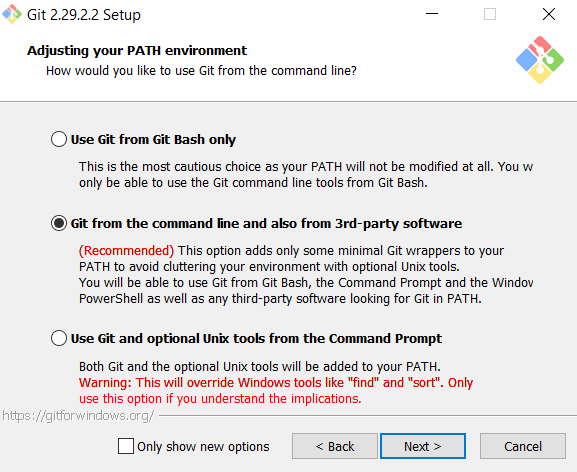 Git 2.29.2.2 Setup
Adjusting your PATH environment
How would you like to use Git from the command line?
Use Git from Git Bash only
This is the most cautious choice as your PATH will not be modified at all. You w
only be able to use the Git command line tools from Git Bash.
Git from the command line and also from 3rd-party software
(Recommended) This option adds only some minimal Git wrappers to your
PATH to avoid cluttering your environment with optional Unix tools.
You will be able to use Git from Git Bash, the Command Prompt and the Window
PowerShell as well as any third-party software looking for Git in PATH.
Use Git and optional Unix tools from the Command Prompt
Both Git and the optional Unix tools will be added to your PATH.
Warning: This will override Windows tools like "find" and "sort". Only
use this option if you understand the implications.
https://gitforwindows.org/
Only show new options
< Back
Next >
Cancel